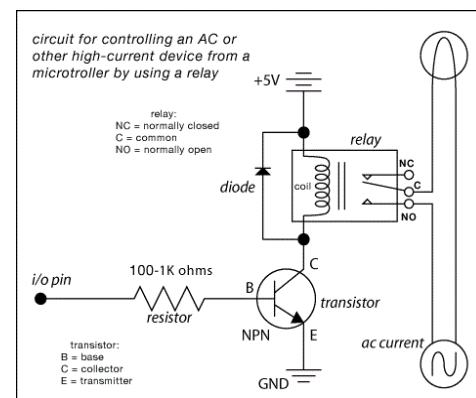 circuit for controlling an AC or
other high-current device from a
microtroller by using a relay
+5V
relay:
NC = normally closed
C = common
NO = normally open
relay
NC
C
NO
coil
diode
C
i/o pin
100-1K ohms
B
transistor
resistor
NPN
E
ac current
transistor:
B = base
C = collector
E = transmitter
GND